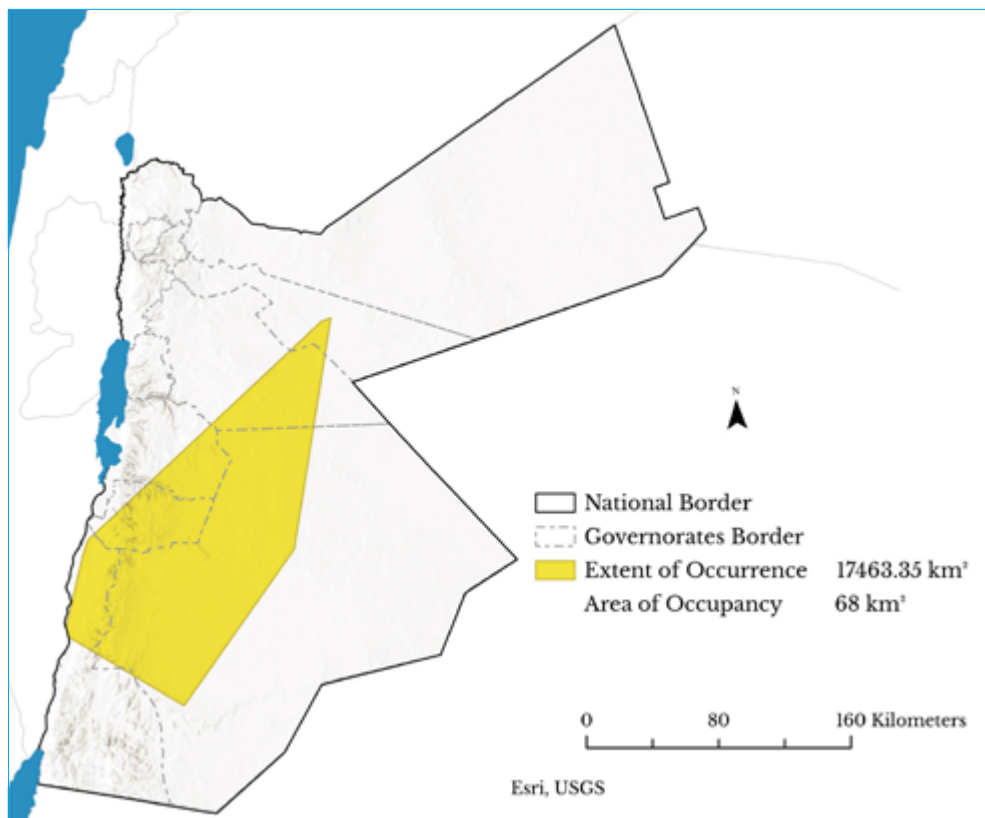 N
National Border
Governorates Border
Extent of Occurrence 17463.35 km²
Area of Occupancy 68 km²
0 80 160 Kilometers
Esri, USGS